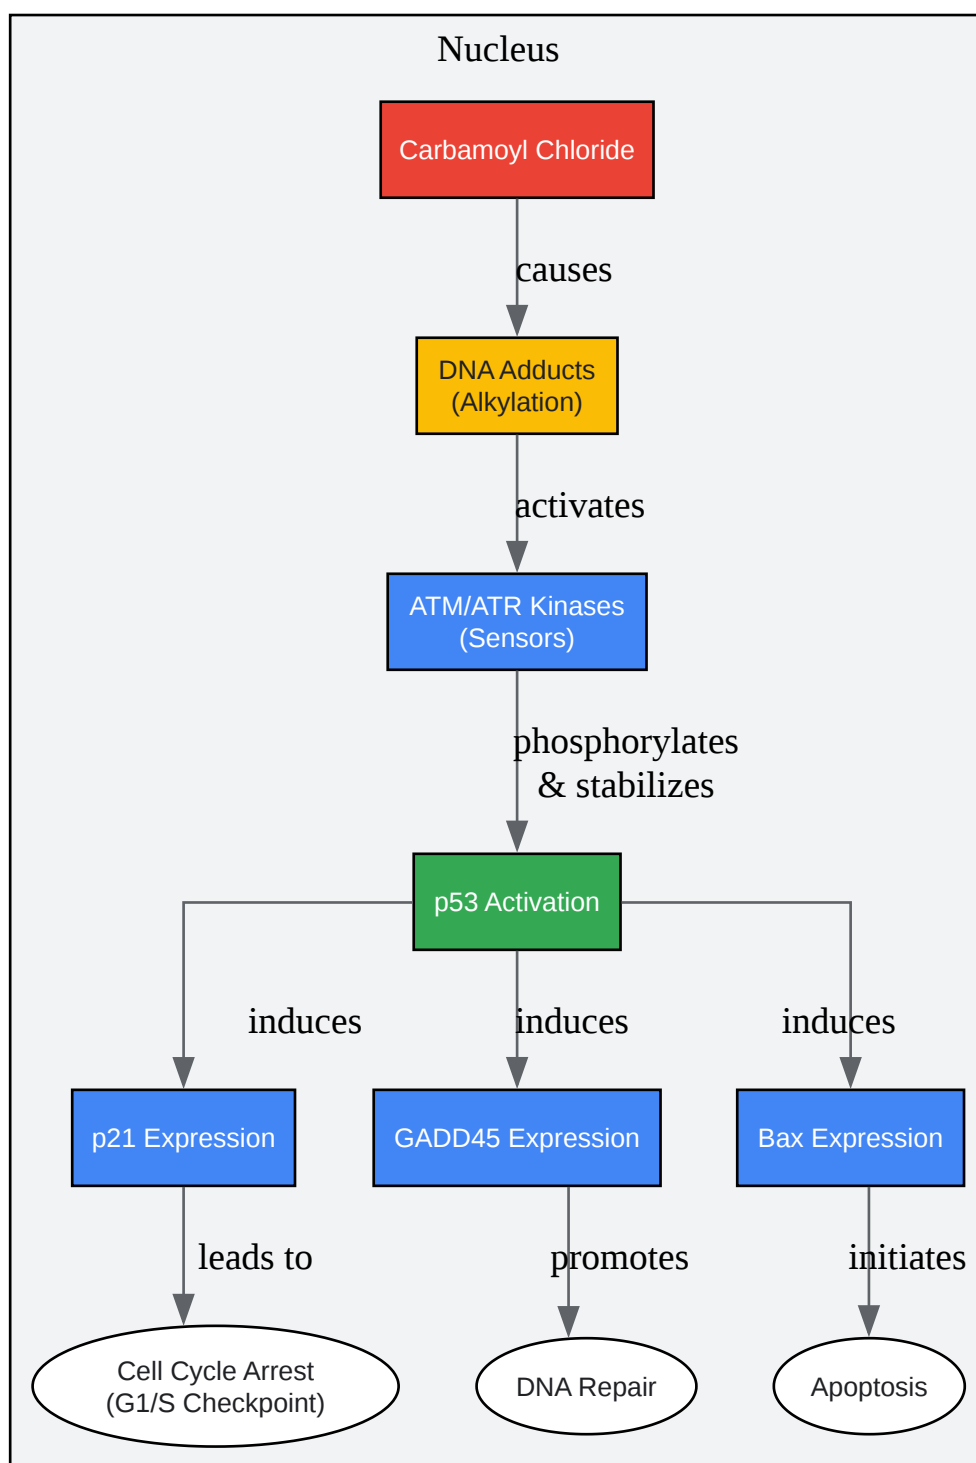 Nucleus
Carbamoyl Chloride
causes
DNA Adducts
(Alkylation)
activates
ATM/ATR Kinases
(Sensors)
phosphorylates
& stabilizes
p53 Activation
induces
induces
induces
p21 Expression
GADD45 Expression
Bax Expression
leads to
promotes
initiates
Cell Cycle Arrest
(G1/S Checkpoint)
DNA Repair
Apoptosis